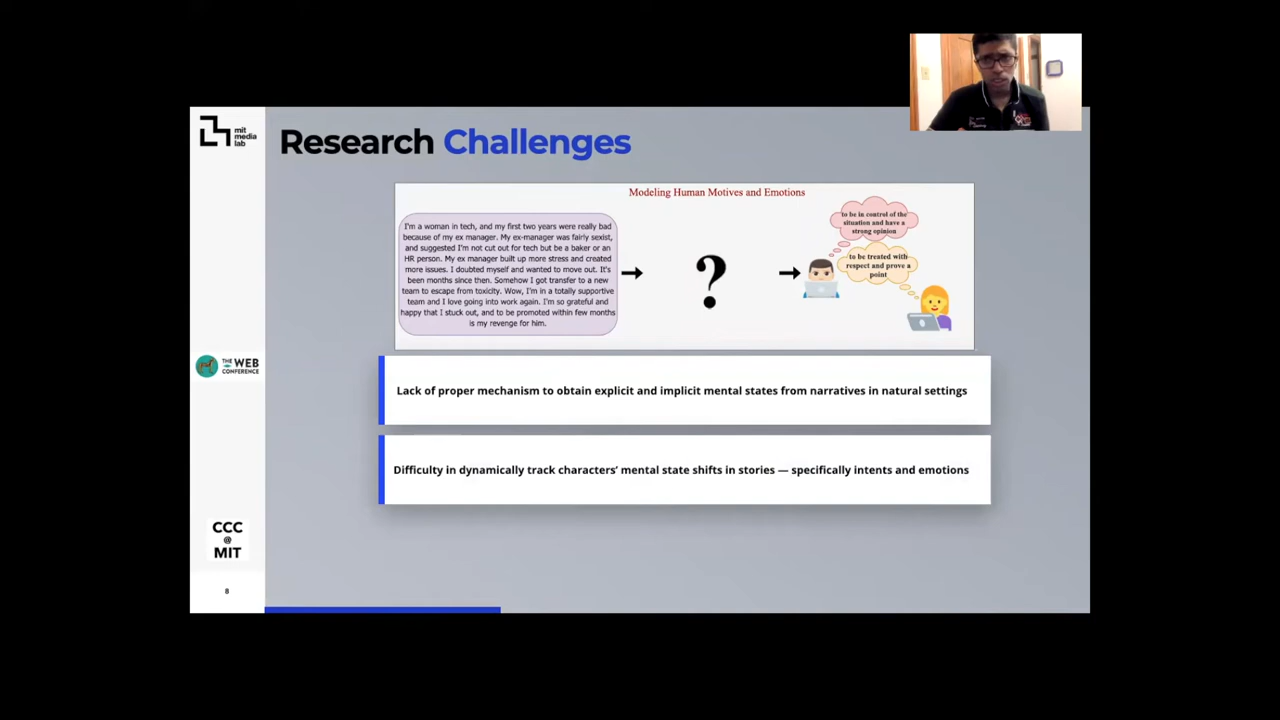 mit
media
lab
Research Challenges
Modeling Human Motives and Emotions
I'm a woman in tech, and my first two years were really bad
because of my ex manager. My ex-manager was fairly sexist,
and suggested I'm not cut out for tech but be a baker or an
HR person. My ex manager built up more stress and created
more issues. I doubted myself and wanted to move out. It's
been months since then. Somehow I got transfer to a new
team to escape from toxicity. Wow, I'm in a totally supportive
team and I love going into work again. I'm so grateful and
happy that I stuck out, and to be promoted within few months
is my revenge for him.
?
to be in control of the
situation and have a
strong opinion
to be treated with
respect and prove a
point
THE WEB
CONFERENCE
Lack of proper mechanism to obtain explicit and implicit mental states from narratives in natural settings
Difficulty in dynamically track characters' mental state shifts in stories — specifically intents and emotions
CCC
@
MIT
8